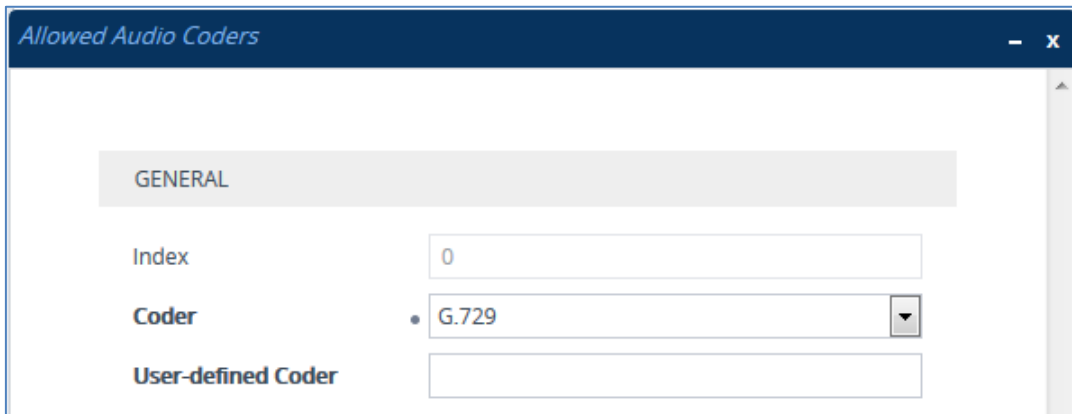 Allowed Audio Coders – x
GENERAL
Index 0
Coder • G.729
User-defined Coder